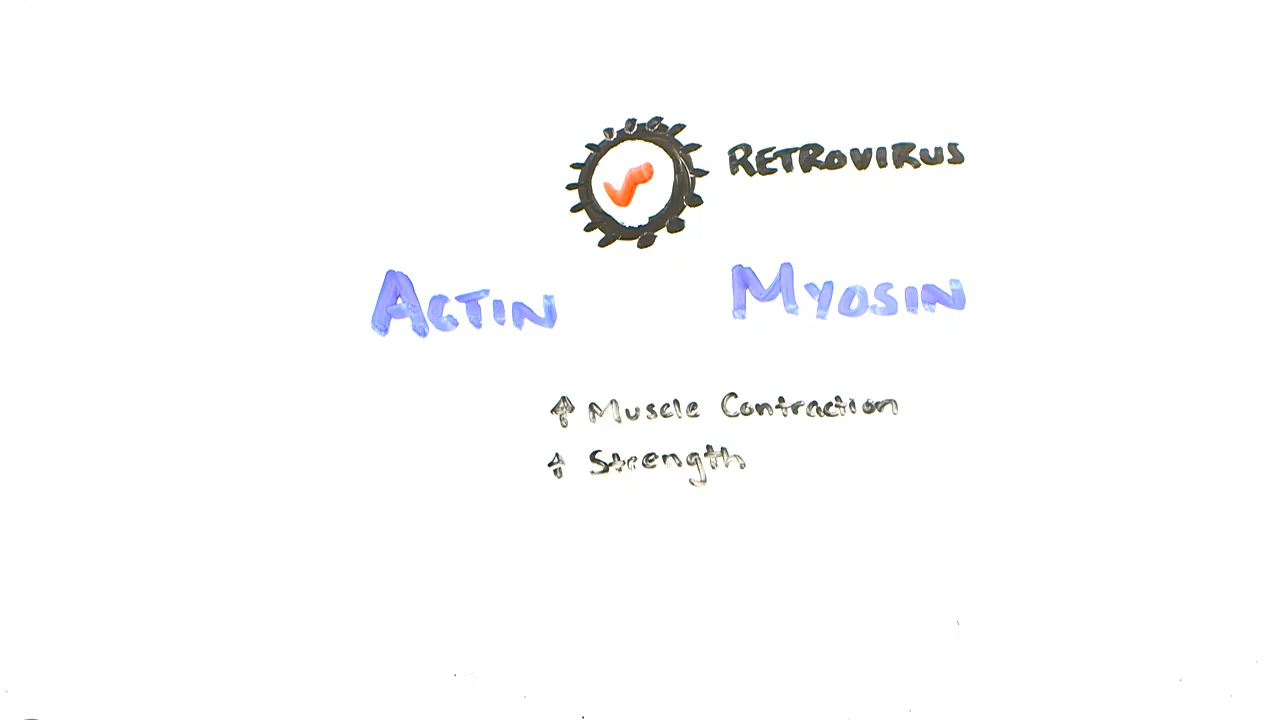 RETROVIRUS
ACTIN MYOSIN
↑ Muscle Contraction
↑ Strength